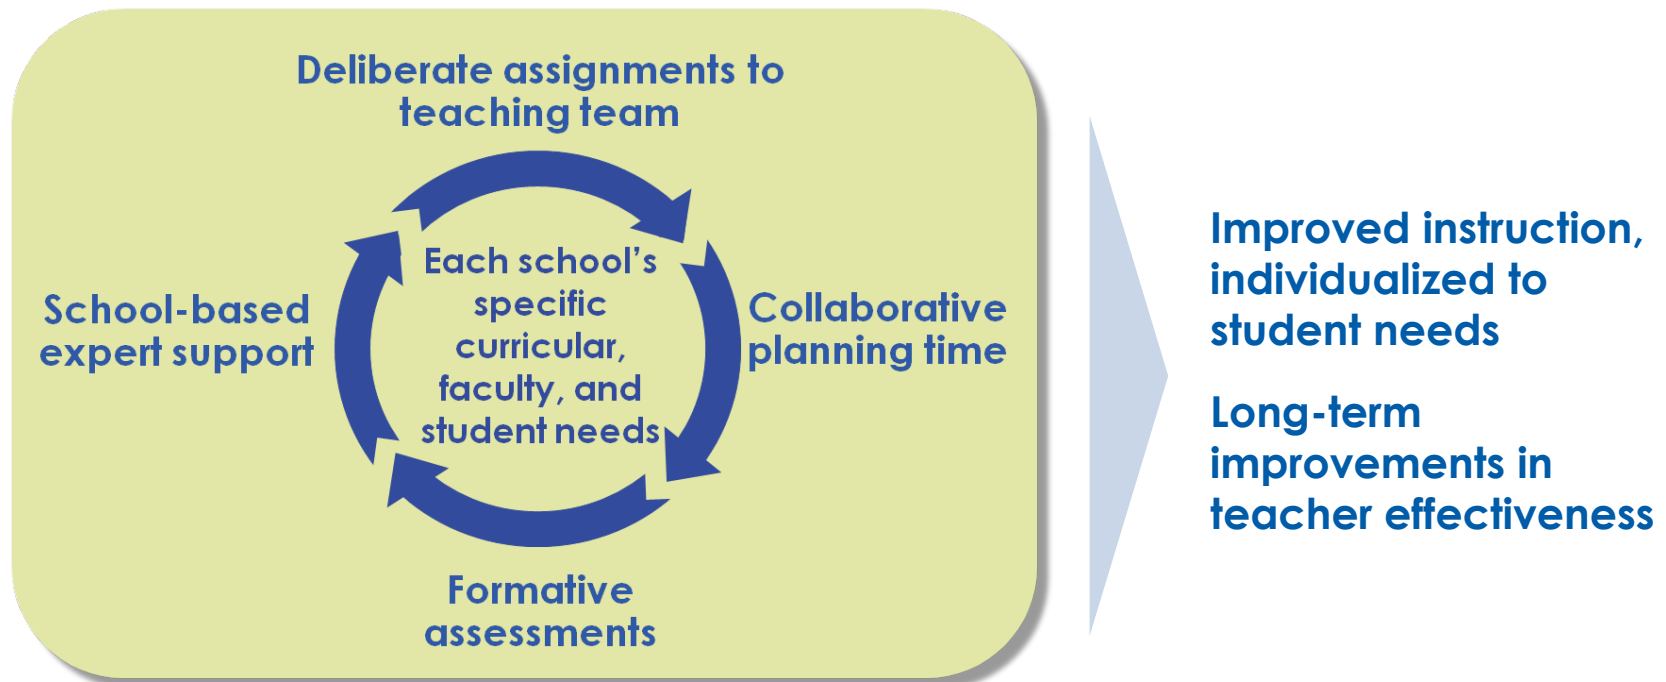 Deliberate assignments to
teaching team
Each school’s
specific
curricular,
faculty, and
student needs
School-based
expert support
Collaborative
planning time
Formative
assessments
Improved instruction,
individualized to
student needs
Long-term
improvements in
teacher effectiveness